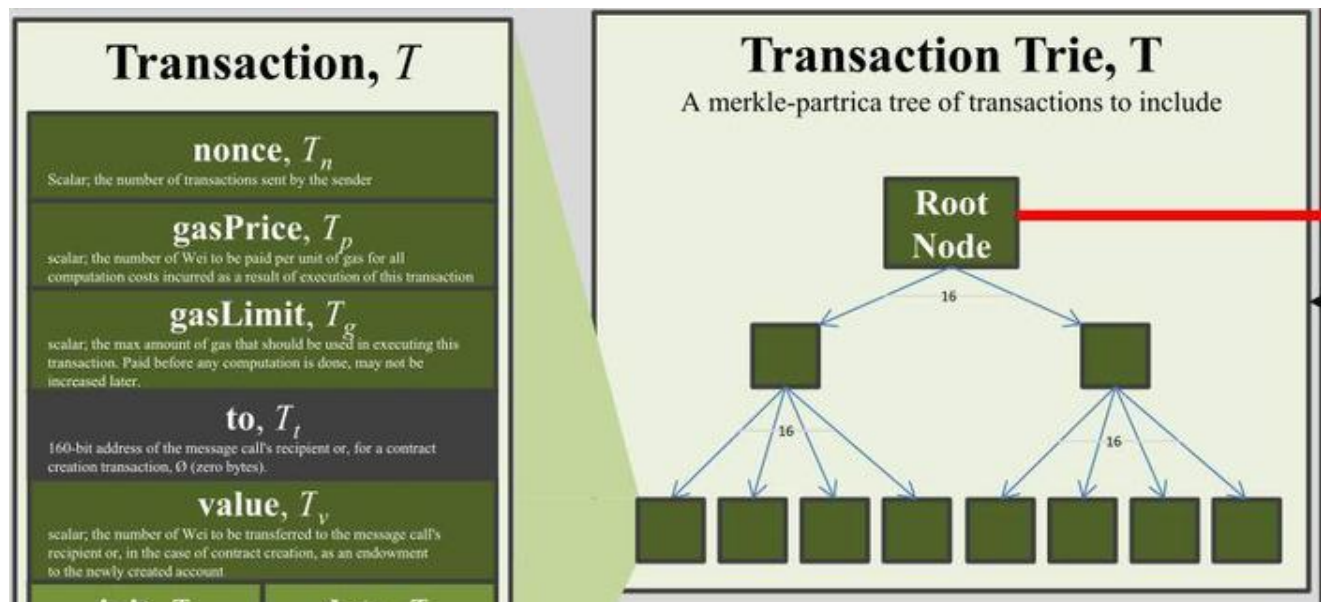 Transaction, T
nonce, Tn
Scalar; the number of transactions sent by the sender
gasPrice, Tp
scalar; the number of Wei to be paid per unit of gas for all
computation costs incurred as a result of execution of this transaction
gasLimit, Tg
scalar; the max amount of gas that should be used in executing this
transaction. Paid before any computation is done, may not be
increased later.
to, Tt
160-bit address of the message call's recipient or, for a contract
creation transaction, Ø (zero bytes).
value, Tv
scalar; the number of Wei to be transferred to the message call's
recipient or, in the case of contract creation, as an endowment
to the newly created account
Transaction Trie, T
A merkle-partrica tree of transactions to include
Root
Node
16
16
16